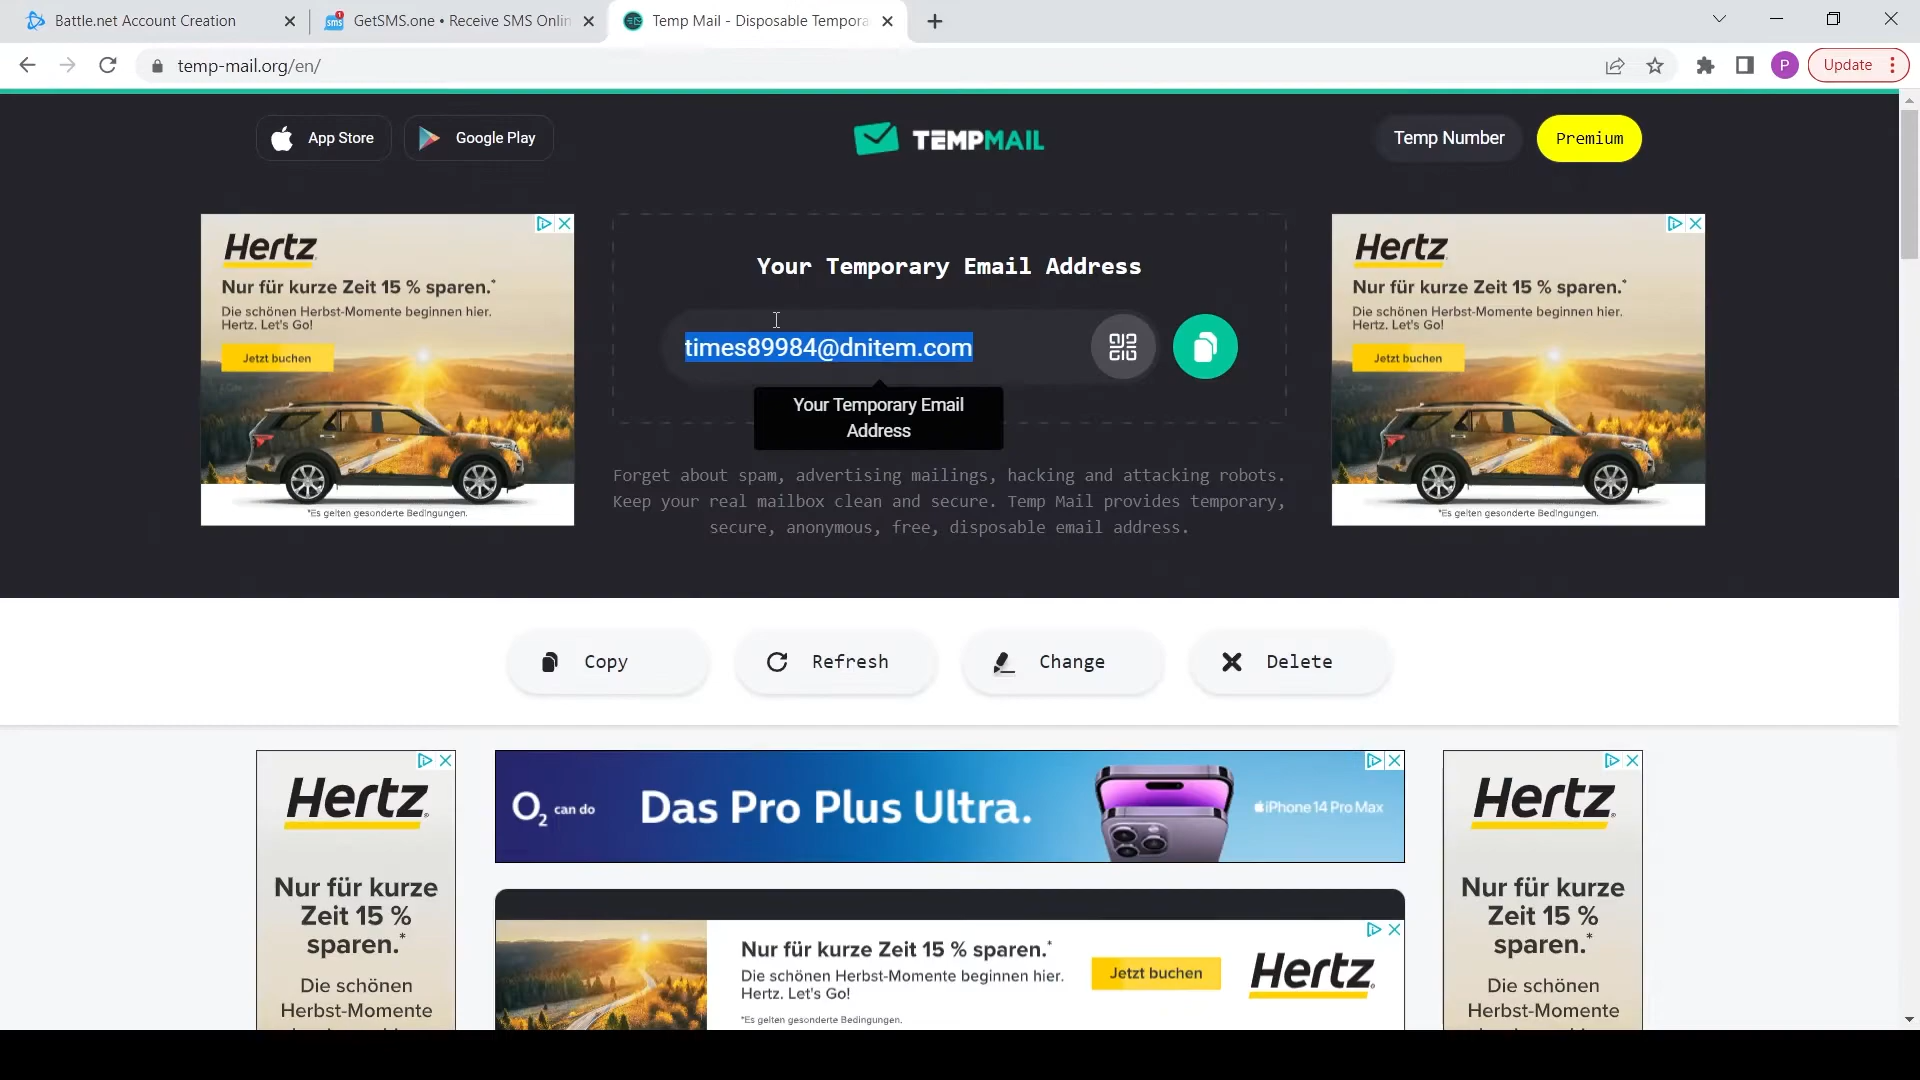 Battle.net Account Creation
GetSMS.one • Receive SMS Onlin
Temp Mail - Disposable Tempora
temp-mail.org/en/
P
Update
App Store
Google Play
TEMPMAIL
Temp Number
Premium
Hertz
Nur für kurze Zeit 15 % sparen.*
Die schönen Herbst-Momente beginnen hier.
Hertz. Let's Go!
Jetzt buchen
*Es gelten gesonderte Bedingungen.
Your Temporary Email Address
times89984@dnitem.com
Your Temporary Email
Address
Forget about spam, advertising mailings, hacking and attacking robots.
Keep your real mailbox clean and secure. Temp Mail provides temporary,
secure, anonymous, free, disposable email address.
Hertz
Nur für kurze Zeit 15 % sparen.*
Die schönen Herbst-Momente beginnen hier.
Hertz. Let's Go!
Jetzt buchen
*Es gelten gesonderte Bedingungen.
Copy
Refresh
Change
Delete
Hertz
Nur für kurze
Zeit 15 %
sparen.*
Die schönen
Herbst-Momente
O2 can do
Das Pro Plus Ultra.
iPhone 14 Pro Max
Nur für kurze Zeit 15 % sparen.*
Die schönen Herbst-Momente beginnen hier.
Hertz. Let's Go!
*Es gelten gesonderte Bedingungen.
Jetzt buchen
Hertz
Hertz
Nur für kurze
Zeit 15 %
sparen.*
Die schönen
Herbst-Momente